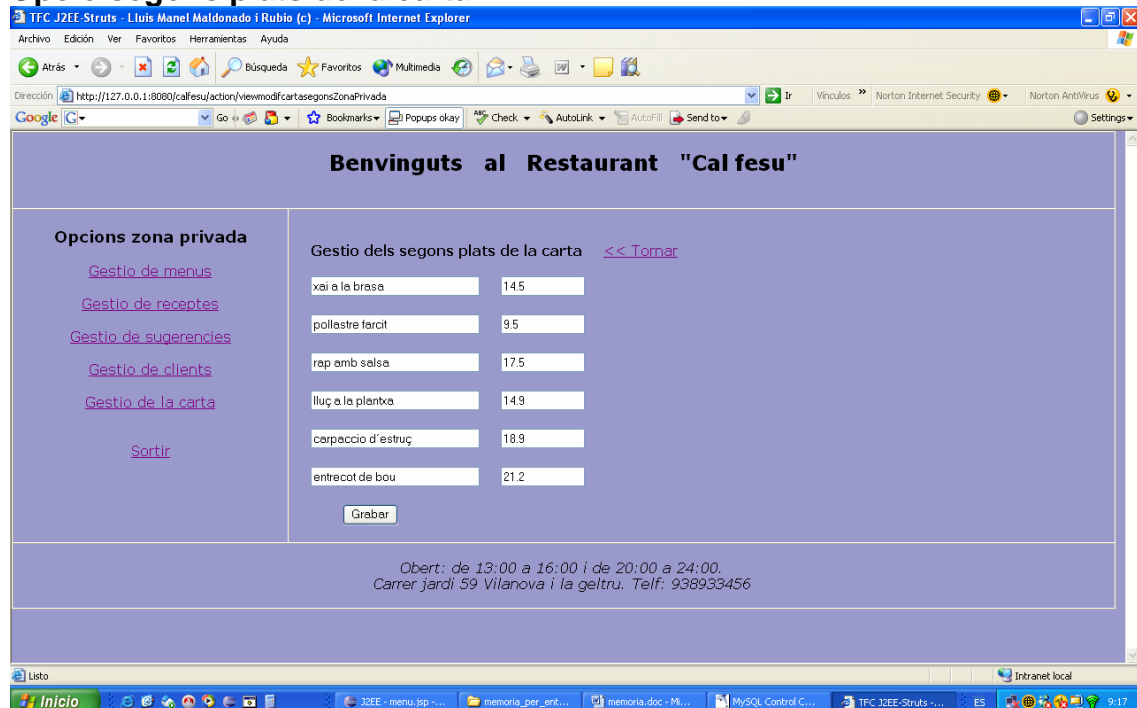 TFC J2EE-Struts - Lluis Manel Maldonado i Rubio (c) - Microsoft Internet Explorer
Archivo Edición Ver Favoritos Herramientas Ayuda
Atrás Búsqueda Favoritos Multimedia
Dirección http://127.0.0.1:8080/calfesu/action/viewmodifcartasegonsZonaPrivada Ir Vínculos » Norton Internet Security Norton AntiVirus
Google G Go Bookmarks Popups okay Check AutoLink AutoFill Send to Settings
Benvinguts al Restaurant "Cal fesu"
Opcions zona privada
Gestio de menus
Gestio de receptes
Gestio de sugerencies
Gestio de clients
Gestio de la carta
Sortir
Gestio dels segons plats de la carta << Tornar
xai a la brasa 14.5
pollastre farcit 9.5
rap amb salsa 17.5
lluç a la plantxa 14.9
carpaccio d´estruç 18.9
entrecot de bou 21.2
Grabar
Obert: de 13:00 a 16:00 i de 20:00 a 24:00.
Carrer jardi 59 Vilanova i la geltru. Telf: 938933456
Listo Intranet local
Inicio J2EE - menu.jsp -... memoria_per_ent... memoria.doc - Mi... MySQL Control C... TFC J2EE-Struts -... ES 9:17